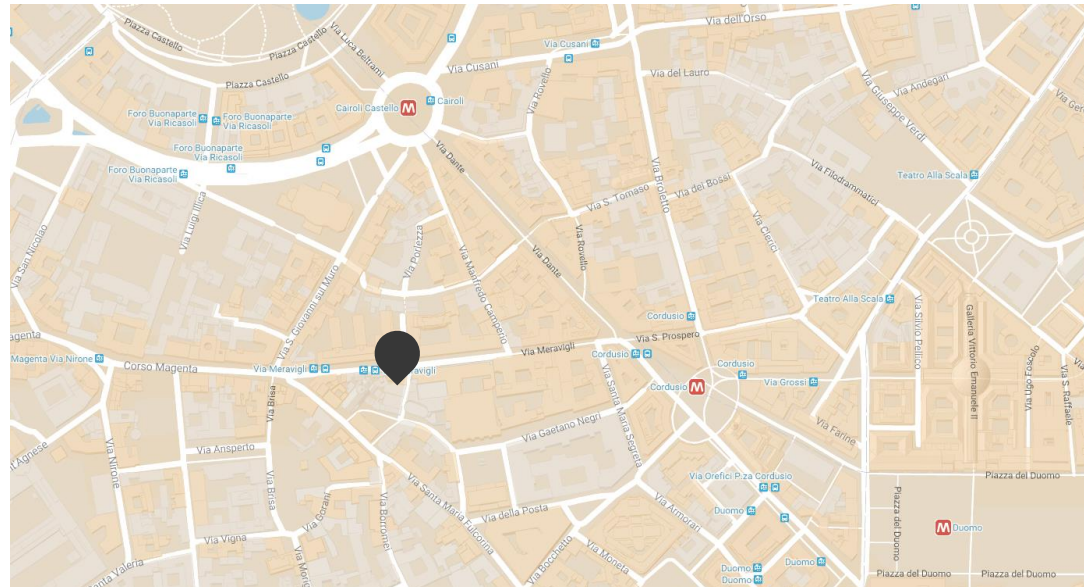 Via dell'Orso
Piazza Castello
Piazza Castello
Via Luca Beltrami
Via Cusani
Via Cusani
Piazza Castello
Via Rovello
Via del Lauro
Via Giuseppe Verdi
Via Andegari
Cairoli Castello
M
Cairoli
Foro Buonaparte
Via Ricasoli
Foro Buonaparte
Via Ricasoli
Foro Buonaparte
Via Ricasoli
Foro Buonaparte
Via Ricasoli
Via Dante
Via Broletto
Via Filodrammatici
Teatro Alla Scala
Via S. Tomaso
Via dei Bossi
Via Luigi Illica
Via San Nicolao
Via Porlezza
Via Clerici
Via Rovello
Via Dante
Via Manfredo Camperio
Via S. Giovanni sul Muro
Teatro Alla Scala
Cordusio
Via Silvio Pellico
Galleria Vittorio Emanuele II
Via Ugo Foscolo
Via S. Raffaele
agenta
Via S. Prospero
Via Meravigli
Cordusio
Magenta Via Nirone
Corso Magenta
Via Meravigli
ravigli
Cordusio
Cordusio
M
Via Grossi
Via Brisa
Via Santa Maria Segreta
Via Gaetano Negri
Via Farine
Via Ansperto
t'Agnese
Via Nirone
Via Brisa
Via Orefici P.za Cordusio
Piazza del Duomo
Via Gorani
Via Borromei
Via Santa Maria Fulcorina
Via della Posta
Via Armorari
Duomo
Piazza del Duomo
M
Duomo
Via Vigna
Via Bocchetto
Via Moneta
Duomo
Duomo
Duomo
anta Valeria
Piazza del Duomo
Piazza del Duomo